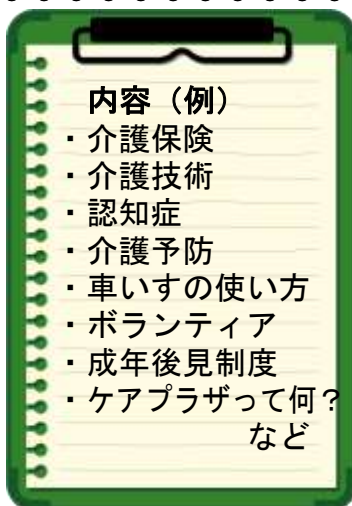 内容（例）
・介護保険
・介護技術
・認知症
・介護予防
・車いすの使い方
・ボランティア
・成年後見制度
・ケアプラザって何？
など